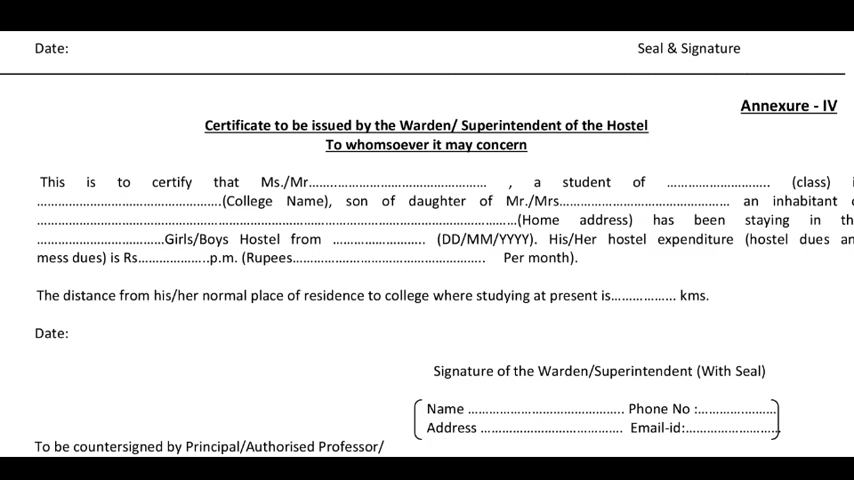 Date: Seal & Signature
Annexure - IV
Certificate to be issued by the Warden/ Superintendent of the Hostel
To whomsoever it may concern
This is to certify that Ms./Mr………………………………………… , a student of …………………….. (class) i
……………………………………….(College Name), son of daughter of Mr./Mrs…………………………………… an inhabitant o
………………………………………………………………………………………………………(Home address) has been staying in th
………………………….Girls/Boys Hostel from ………………….. (DD/MM/YYYY). His/Her hostel expenditure (hostel dues an
mess dues) is Rs……………..p.m. (Rupees……………………………………….. Per month).
The distance from his/her normal place of residence to college where studying at present is……………. kms.
Date:
Signature of the Warden/Superintendent (With Seal)
Name ……………………………….. Phone No :………………
Address ……………………………. Email-id:…………………
To be countersigned by Principal/Authorised Professor/